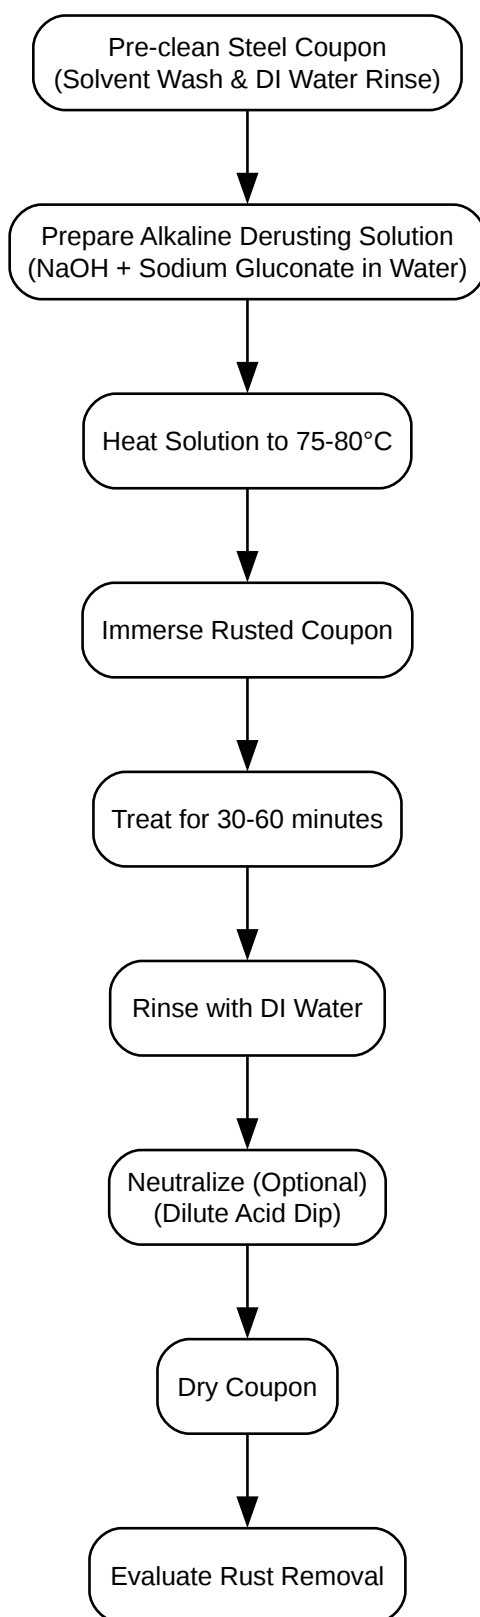 Pre-clean Steel Coupon
(Solvent Wash & DI Water Rinse)
Prepare Alkaline Derusting Solution
(NaOH + Sodium Gluconate in Water)
Heat Solution to 75-80°C
Immerse Rusted Coupon
Treat for 30-60 minutes
Rinse with DI Water
Neutralize (Optional)
(Dilute Acid Dip)
Dry Coupon
Evaluate Rust Removal